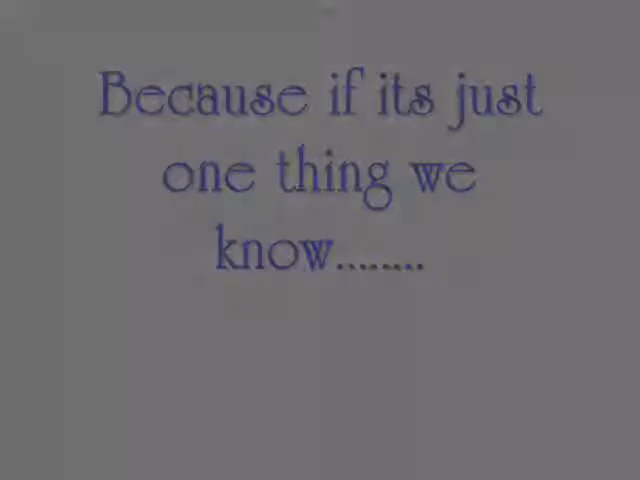 Because if its just
one thing we
know........